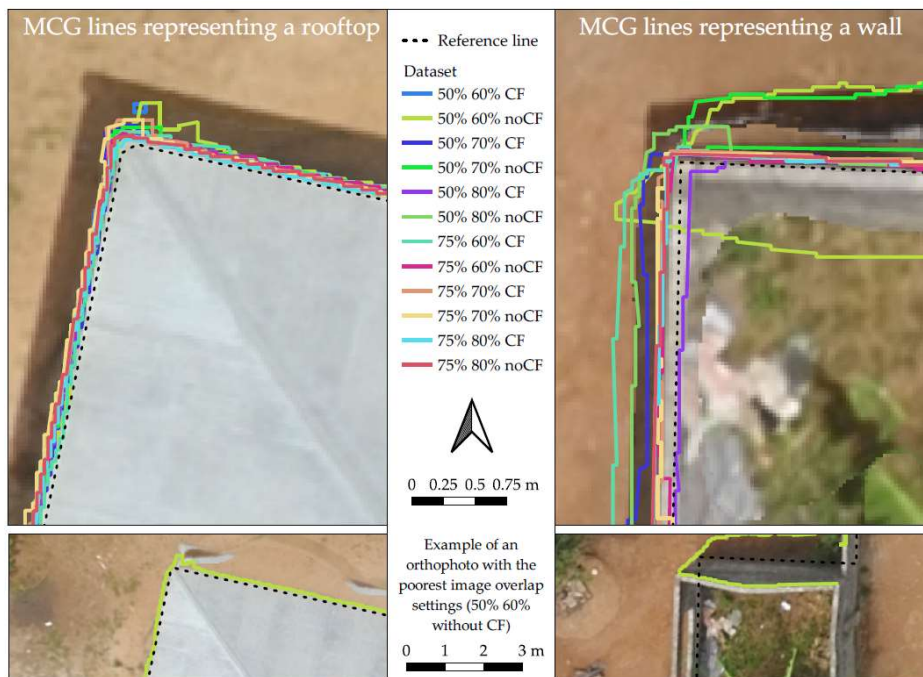 MCG lines representing a rooftop
Reference line
Dataset
50% 60% CF
50% 60% noCF
50% 70% CF
50% 70% noCF
50% 80% CF
50% 80% noCF
75% 60% CF
75% 60% noCF
75% 70% CF
75% 70% noCF
75% 80% CF
75% 80% noCF
0 0.25 0.5 0.75 m
Example of an
orthophoto with the
poorest image overlap
settings (50% 60%
without CF)
0 1 2 3 m
MCG lines representing a wall